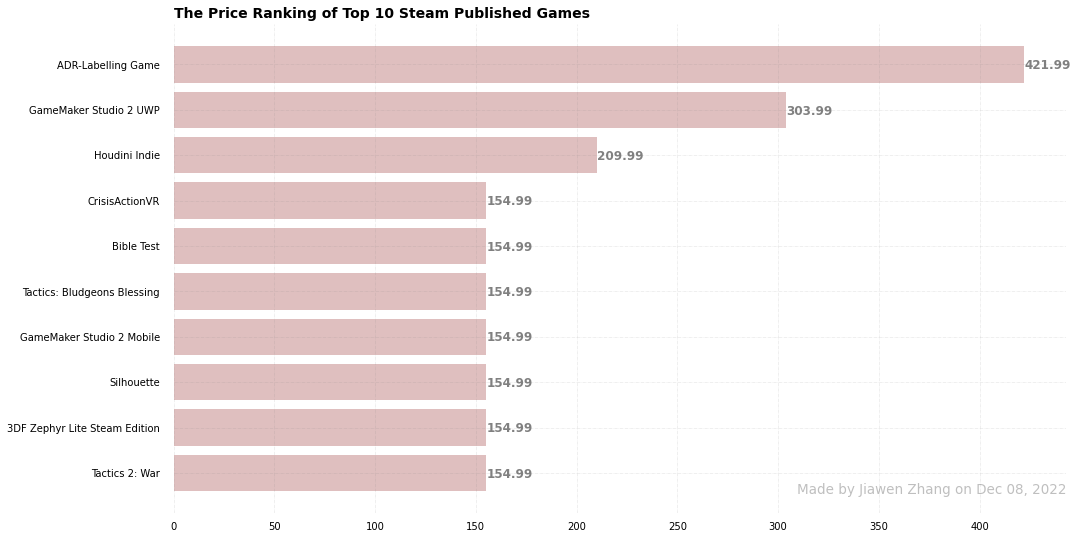 The Price Ranking of Top 10 Steam Published Games
ADR-Labelling Game
421.99
GameMaker Studio 2 UWP
303.99
Houdini Indie
209.99
CrisisActionVR
154.99
Bible Test
154.99
Tactics: Bludgeons Blessing
154.99
GameMaker Studio 2 Mobile
154.99
Silhouette
154.99
3DF Zephyr Lite Steam Edition
154.99
Tactics 2: War
154.99
Made by Jiawen Zhang on Dec 08, 2022
0 50 100 150 200 250 300 350 400